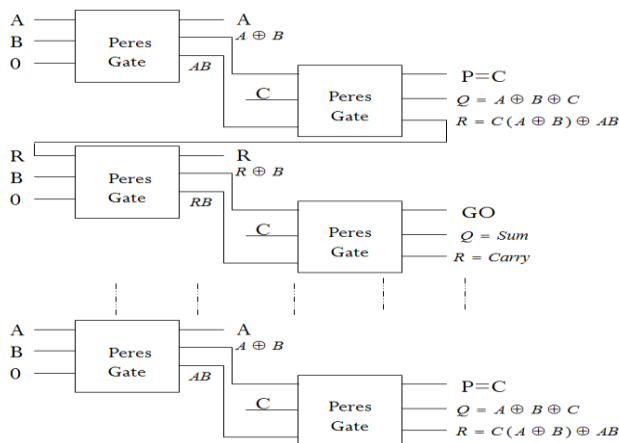 A
B
0
Peres
Gate
A
A ⊕ B
AB
C
Peres
Gate
P=C
Q = A ⊕ B ⊕ C
R = C(A ⊕ B) ⊕ AB
R
B
0
Peres
Gate
R
R ⊕ B
RB
C
Peres
Gate
GO
Q = Sum
R = Carry
A
B
0
Peres
Gate
A
A ⊕ B
AB
C
Peres
Gate
P=C
Q = A ⊕ B ⊕ C
R = C(A ⊕ B) ⊕ AB